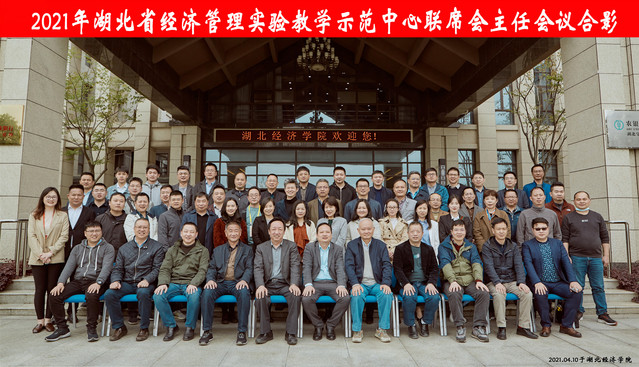 2021年湖北省经济管理实验教学示范中心联席会主任会议合影
湖北经济学院欢迎您!
农银
2021.04.10于湖北经济学院